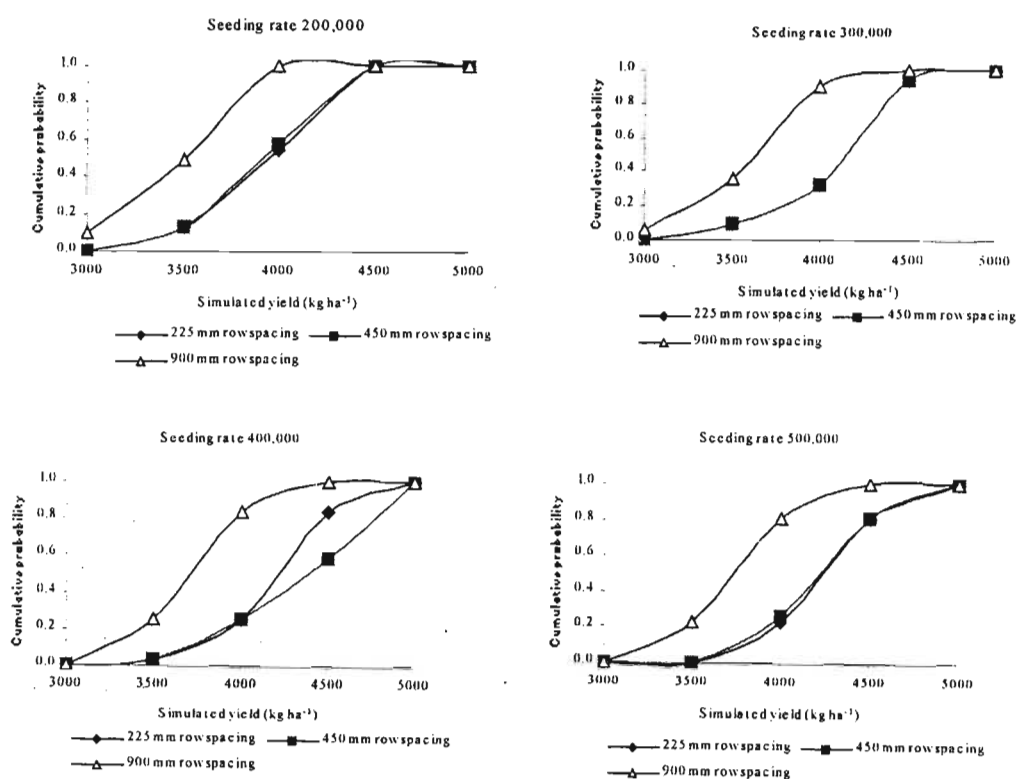 Seeding rate 200,000
Cumulative probability
1.0
0.8
0.6
0.4
0.2
0.0
3000 3500 4000 4500 5000
Simulated yield (kg ha⁻¹)
225 mm row spacing 450 mm row spacing
900 mm row spacing
Seeding rate 300,000
Cumulative probability
1.0
0.8
0.6
0.4
0.2
0.0
3000 3500 4000 4500 5000
Simulated yield (kg ha⁻¹)
225 mm row spacing 450 mm row spacing
900 mm row spacing
Seeding rate 400,000
Cumulative probability
1.0
0.8
0.6
0.4
0.2
0.0
3000 3500 4000 4500 5000
Simulated yield (kg ha⁻¹)
225 mm row spacing 450 mm row spacing
900 mm row spacing
Seeding rate 500,000
Cumulative probability
1.0
0.8
0.6
0.4
0.2
0.0
3000 3500 4000 4500 5000
Simulated yield (kg ha⁻¹)
225 mm row spacing 450 mm row spacing
900 mm row spacing